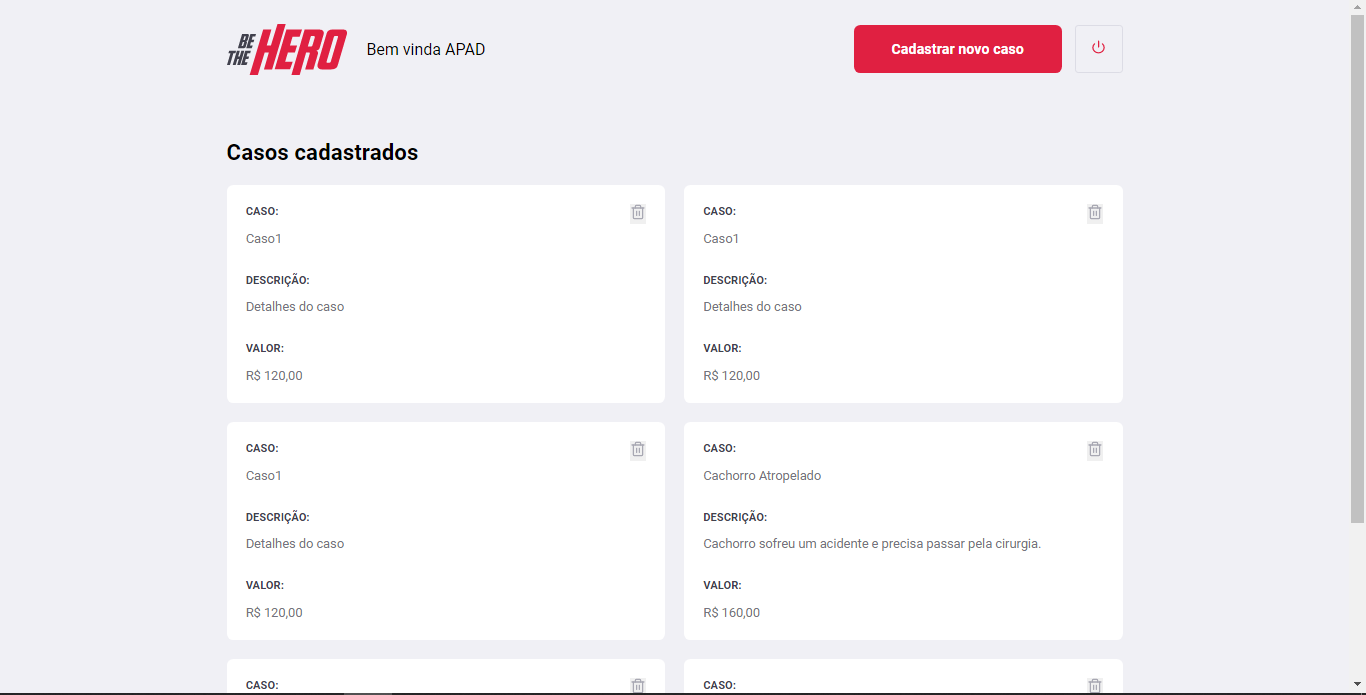 BE THE HERO
Bem vinda APAD
Cadastrar novo caso
Casos cadastrados
CASO:
Caso1
DESCRIÇÃO:
Detalhes do caso
VALOR:
R$ 120,00
CASO:
Caso1
DESCRIÇÃO:
Detalhes do caso
VALOR:
R$ 120,00
CASO:
Caso1
DESCRIÇÃO:
Detalhes do caso
VALOR:
R$ 120,00
CASO:
Cachorro Atropelado
DESCRIÇÃO:
Cachorro sofreu um acidente e precisa passar pela cirurgia.
VALOR:
R$ 160,00
CASO:
CASO: